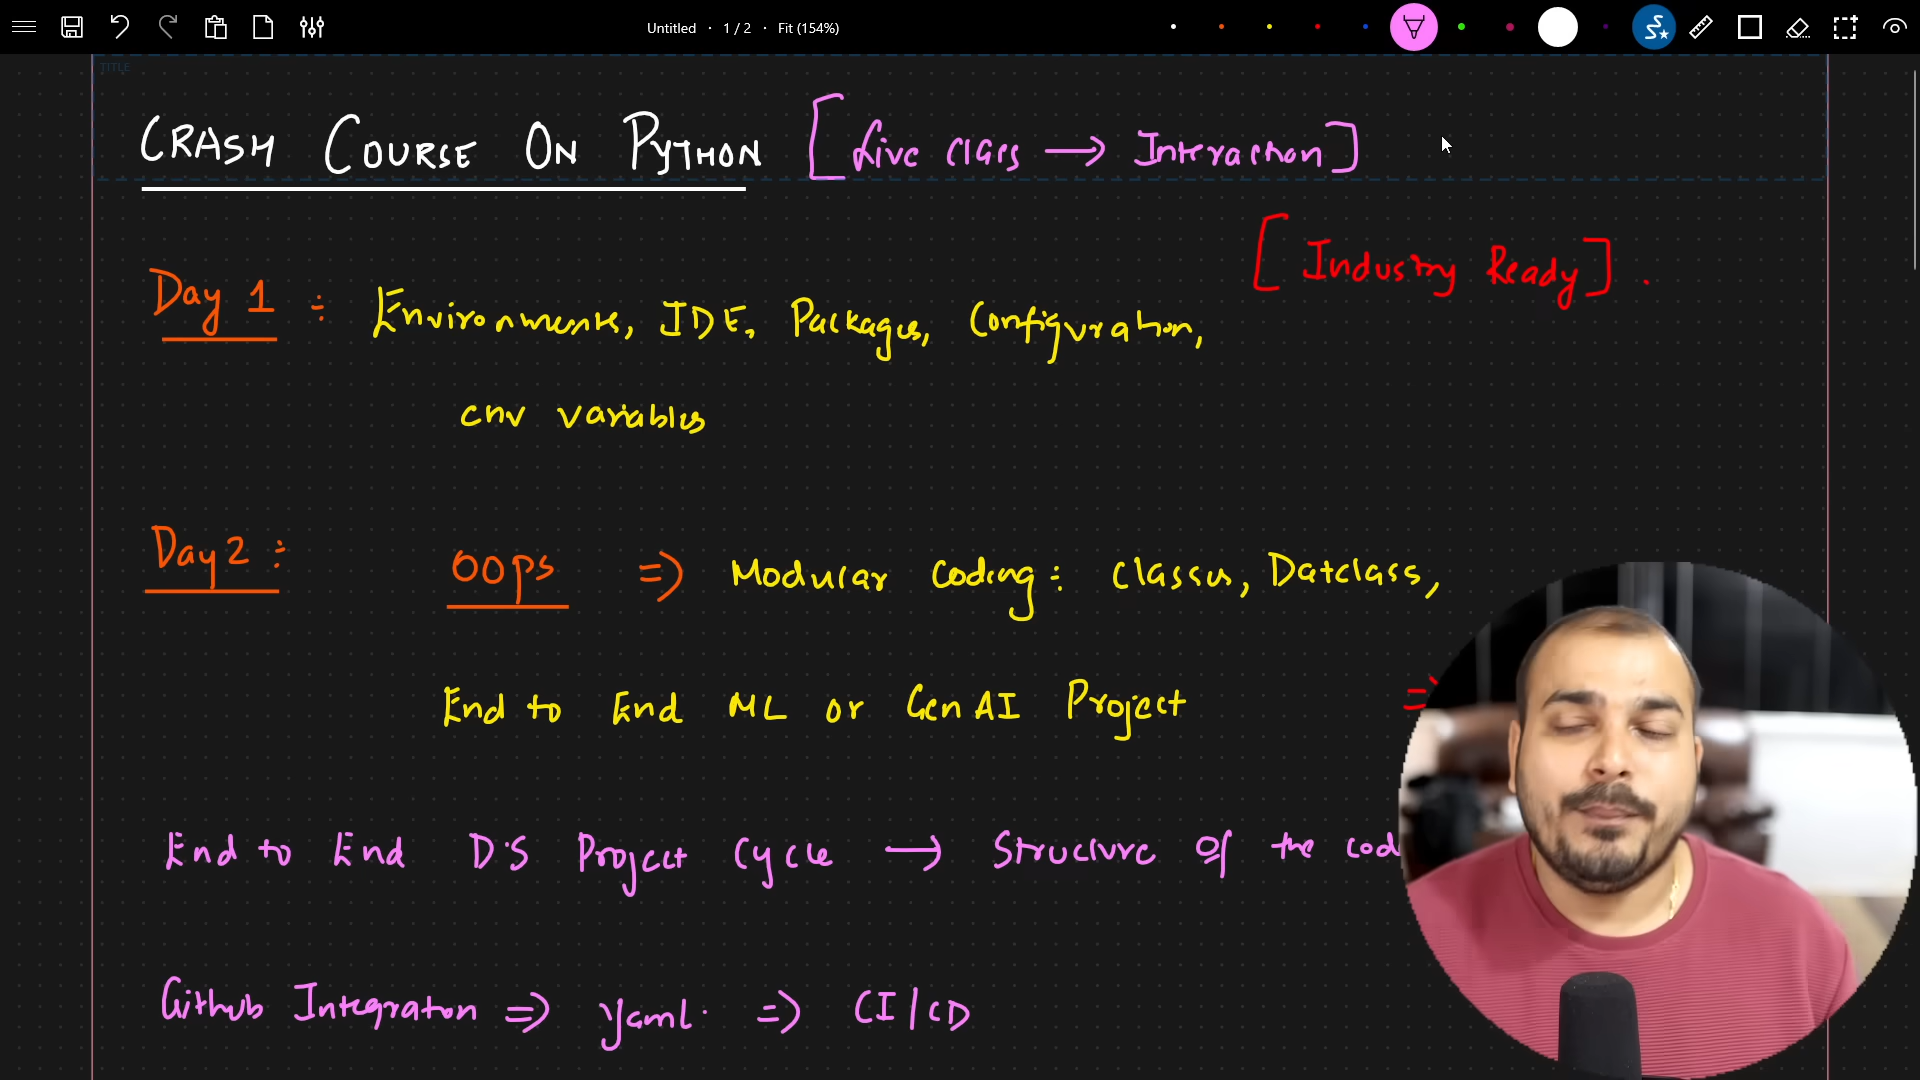 Untitled · 1 / 2 · Fit (154%)
TITLE
CRASH COURSE ON PYTHON [Live class → Interaction]
[Industry Ready].
Day 1 : Environments, IDE, Packages, Configuration,
env variables
Day 2 : OOps => Modular Coding : classes, Datclass,
End to End ML or Gen AI Project =>
End to End D.S Project Cycle → Structure Of the cod
Github Integration => yaml. => CI/CD